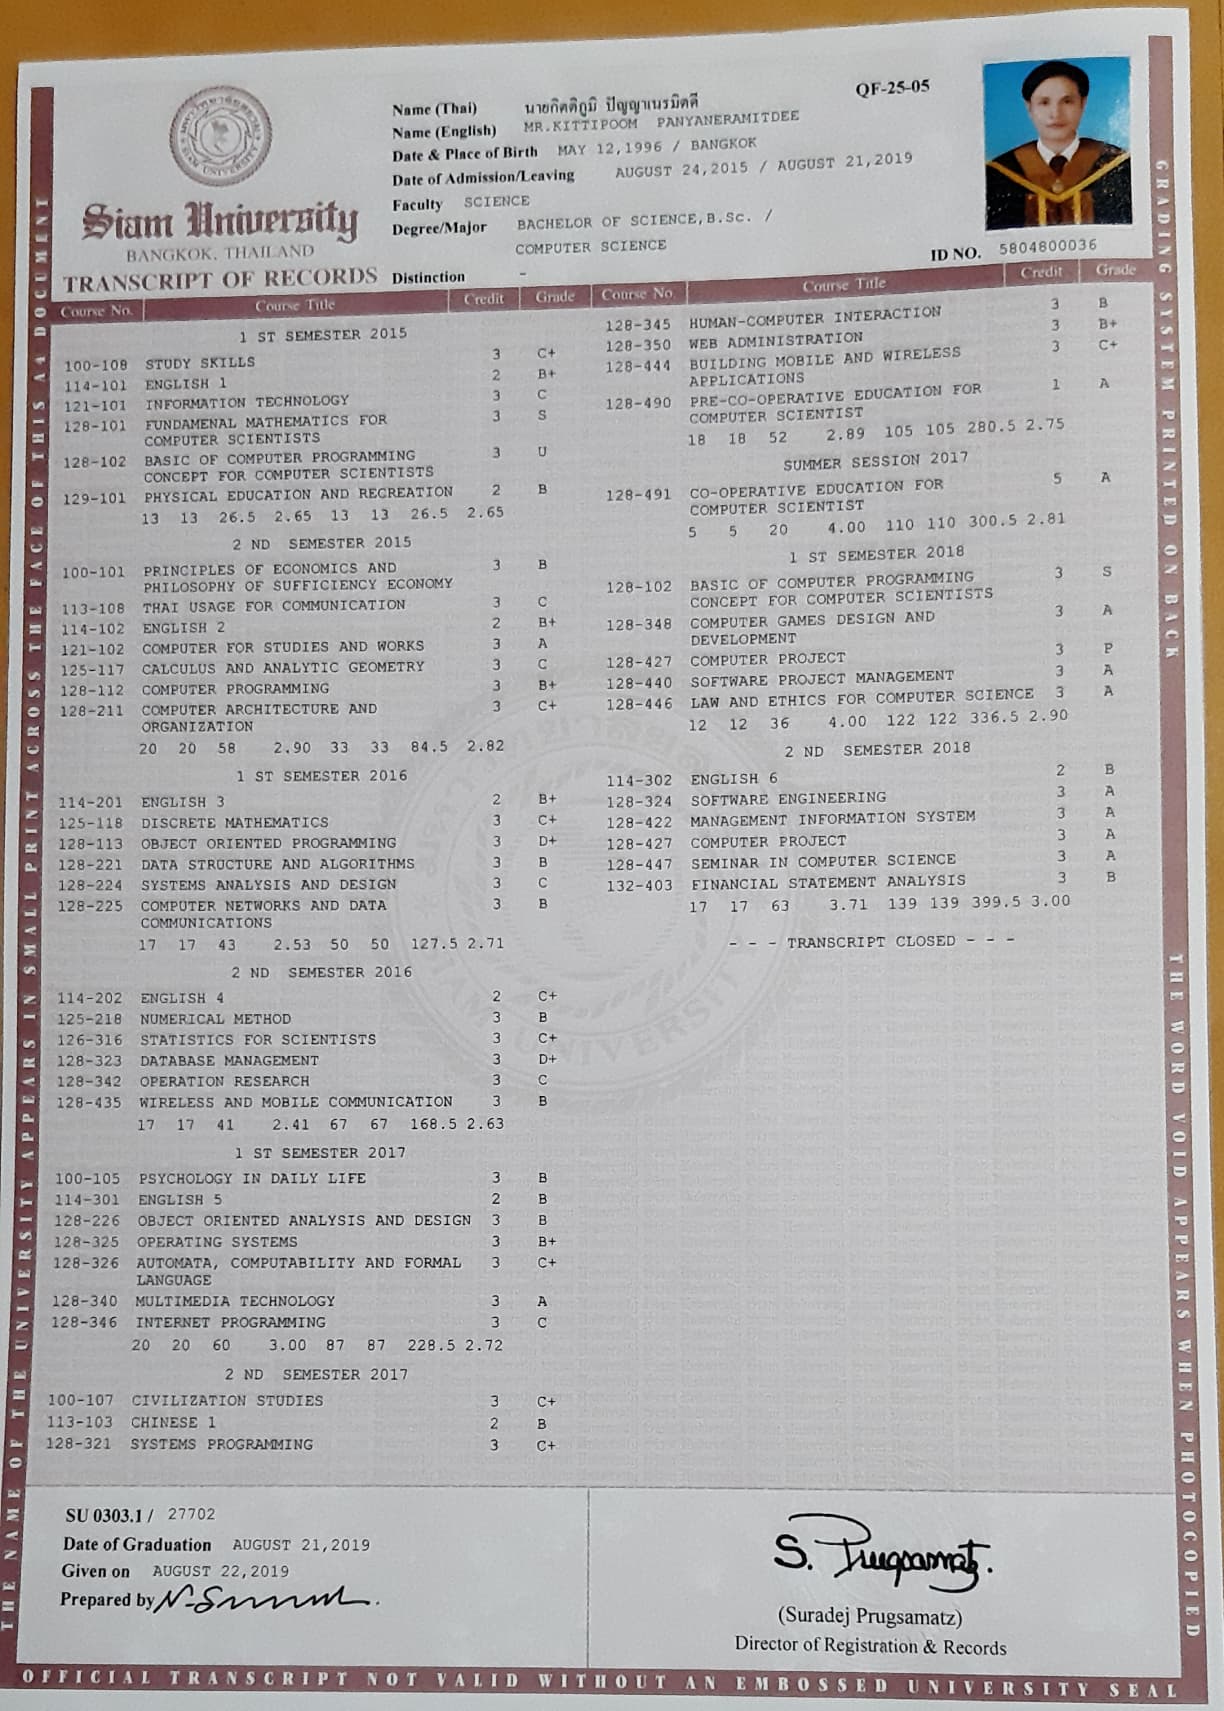 QF-25-05
Siam University
BANGKOK, THAILAND
TRANSCRIPT OF RECORDS
Name (Thai) นายกิตติภูมิ ปัญญาเนรมิตดี
Name (English) MR.KITTIPOOM PANYANERAMITDEE
Date & Place of Birth MAY 12,1996 / BANGKOK
Date of Admission/Leaving AUGUST 24,2015 / AUGUST 21,2019
Faculty SCIENCE
Degree/Major BACHELOR OF SCIENCE,B.Sc. /
COMPUTER SCIENCE
Distinction -
ID NO. 5804800036
Course No. Course Title Credit Grade
1 ST SEMESTER 2015
100-108 STUDY SKILLS 3 C+
114-101 ENGLISH 1 2 B+
121-101 INFORMATION TECHNOLOGY 3 C
128-101 FUNDAMENAL MATHEMATICS FOR 3 S
COMPUTER SCIENTISTS
128-102 BASIC OF COMPUTER PROGRAMMING 3 U
CONCEPT FOR COMPUTER SCIENTISTS
129-101 PHYSICAL EDUCATION AND RECREATION 2 B
13 13 26.5 2.65 13 13 26.5 2.65
2 ND SEMESTER 2015
100-101 PRINCIPLES OF ECONOMICS AND 3 B
PHILOSOPHY OF SUFFICIENCY ECONOMY
113-108 THAI USAGE FOR COMMUNICATION 3 C
114-102 ENGLISH 2 2 B+
121-102 COMPUTER FOR STUDIES AND WORKS 3 A
125-117 CALCULUS AND ANALYTIC GEOMETRY 3 C
128-112 COMPUTER PROGRAMMING 3 B+
128-211 COMPUTER ARCHITECTURE AND 3 C+
ORGANIZATION
20 20 58 2.90 33 33 84.5 2.82
1 ST SEMESTER 2016
114-201 ENGLISH 3 2 B+
125-118 DISCRETE MATHEMATICS 3 C+
128-113 OBJECT ORIENTED PROGRAMMING 3 D+
128-221 DATA STRUCTURE AND ALGORITHMS 3 B
128-224 SYSTEMS ANALYSIS AND DESIGN 3 C
128-225 COMPUTER NETWORKS AND DATA 3 B
COMMUNICATIONS
17 17 43 2.53 50 50 127.5 2.71
2 ND SEMESTER 2016
114-202 ENGLISH 4 2 C+
125-218 NUMERICAL METHOD 3 B
126-316 STATISTICS FOR SCIENTISTS 3 C+
128-323 DATABASE MANAGEMENT 3 D+
128-342 OPERATION RESEARCH 3 C
128-435 WIRELESS AND MOBILE COMMUNICATION 3 B
17 17 41 2.41 67 67 168.5 2.63
1 ST SEMESTER 2017
100-105 PSYCHOLOGY IN DAILY LIFE 3 B
114-301 ENGLISH 5 2 B
128-226 OBJECT ORIENTED ANALYSIS AND DESIGN 3 B
128-325 OPERATING SYSTEMS 3 B+
128-326 AUTOMATA, COMPUTABILITY AND FORMAL 3 C+
LANGUAGE
128-340 MULTIMEDIA TECHNOLOGY 3 A
128-346 INTERNET PROGRAMMING 3 C
20 20 60 3.00 87 87 228.5 2.72
2 ND SEMESTER 2017
100-107 CIVILIZATION STUDIES 3 C+
113-103 CHINESE 1 2 B
128-321 SYSTEMS PROGRAMMING 3 C+
Course No. Course Title Credit Grade
128-345 HUMAN-COMPUTER INTERACTION 3 B
128-350 WEB ADMINISTRATION 3 B+
128-444 BUILDING MOBILE AND WIRELESS 3 C+
APPLICATIONS
128-490 PRE-CO-OPERATIVE EDUCATION FOR 1 A
COMPUTER SCIENTIST
18 18 52 2.89 105 105 280.5 2.75
SUMMER SESSION 2017
128-491 CO-OPERATIVE EDUCATION FOR 5 A
COMPUTER SCIENTIST
5 5 20 4.00 110 110 300.5 2.81
1 ST SEMESTER 2018
128-102 BASIC OF COMPUTER PROGRAMMING 3 S
CONCEPT FOR COMPUTER SCIENTISTS
128-348 COMPUTER GAMES DESIGN AND 3 A
DEVELOPMENT
128-427 COMPUTER PROJECT 3 P
128-440 SOFTWARE PROJECT MANAGEMENT 3 A
128-446 LAW AND ETHICS FOR COMPUTER SCIENCE 3 A
12 12 36 4.00 122 122 336.5 2.90
2 ND SEMESTER 2018
114-302 ENGLISH 6 2 B
128-324 SOFTWARE ENGINEERING 3 A
128-422 MANAGEMENT INFORMATION SYSTEM 3 A
128-427 COMPUTER PROJECT 3 A
128-447 SEMINAR IN COMPUTER SCIENCE 3 A
132-403 FINANCIAL STATEMENT ANALYSIS 3 B
17 17 63 3.71 139 139 399.5 3.00
- - - TRANSCRIPT CLOSED - - -
SU 0303.1 / 27702
Date of Graduation AUGUST 21,2019
Given on AUGUST 22,2019
Prepared by
S. Prugsamatz.
(Suradej Prugsamatz)
Director of Registration & Records
THE NAME OF THE UNIVERSITY APPEARS IN SMALL PRINT ACROSS THE FACE OF THIS A4 DOCUMENT
GRADING SYSTEM PRINTED ON BACK
THE WORD VOID APPEARS WHEN PHOTOCOPIED
OFFICIAL TRANSCRIPT NOT VALID WITHOUT AN EMBOSSED UNIVERSITY SEAL